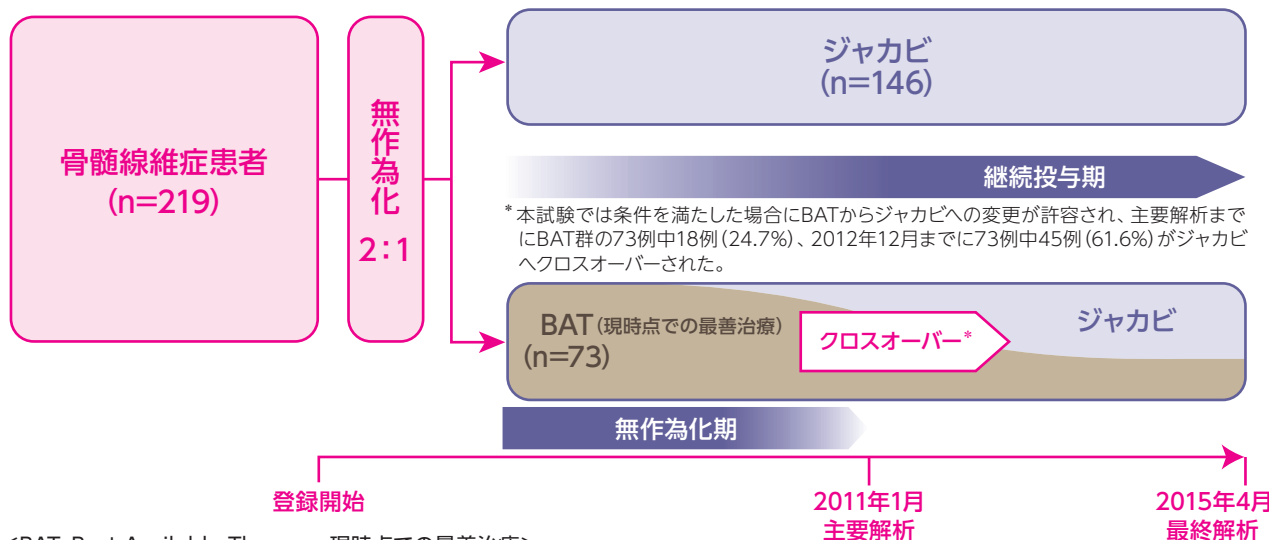 骨髄線維症患者
(n=219)
無作為化
2:1
ジャカビ
(n=146)
継続投与期
*本試験では条件を満たした場合にBATからジャカビへの変更が許容され、主要解析まで
にBAT群の73例中18例(24.7%)、2012年12月までに73例中45例(61.6%)がジャカビ
へクロスオーバーされた。
BAT(現時点での最善治療)
(n=73)
クロスオーバー*
ジャカビ
無作為化期
登録開始
2011年1月
主要解析
2015年4月
最終解析